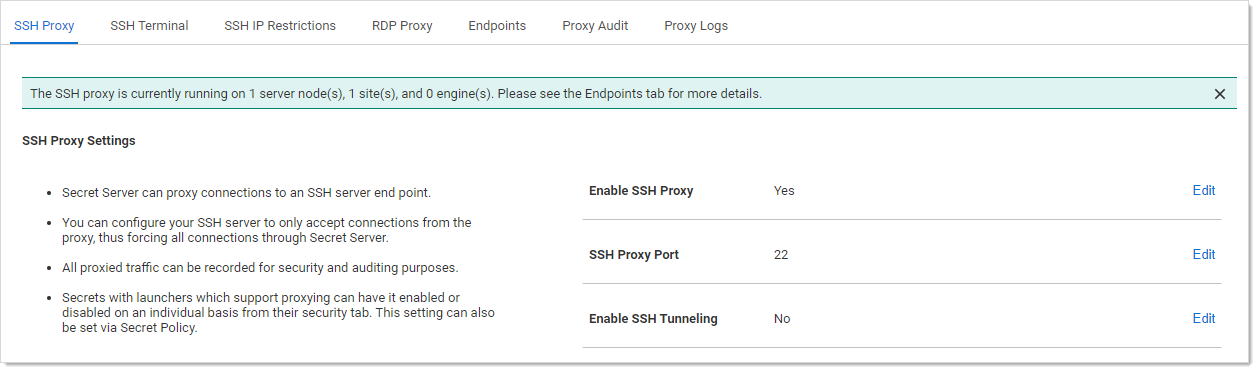 SSH Proxy SSH Terminal SSH IP Restrictions RDP Proxy Endpoints Proxy Audit Proxy Logs
The SSH proxy is currently running on 1 server node(s), 1 site(s), and 0 engine(s). Please see the Endpoints tab for more details.
SSH Proxy Settings
• Secret Server can proxy connections to an SSH server end point.
• You can configure your SSH server to only accept connections from the
proxy, thus forcing all connections through Secret Server.
• All proxied traffic can be recorded for security and auditing purposes.
• Secrets with launchers which support proxying can have it enabled or
disabled on an individual basis from their security tab. This setting can also
be set via Secret Policy.
Enable SSH Proxy Yes Edit
SSH Proxy Port 22 Edit
Enable SSH Tunneling No Edit